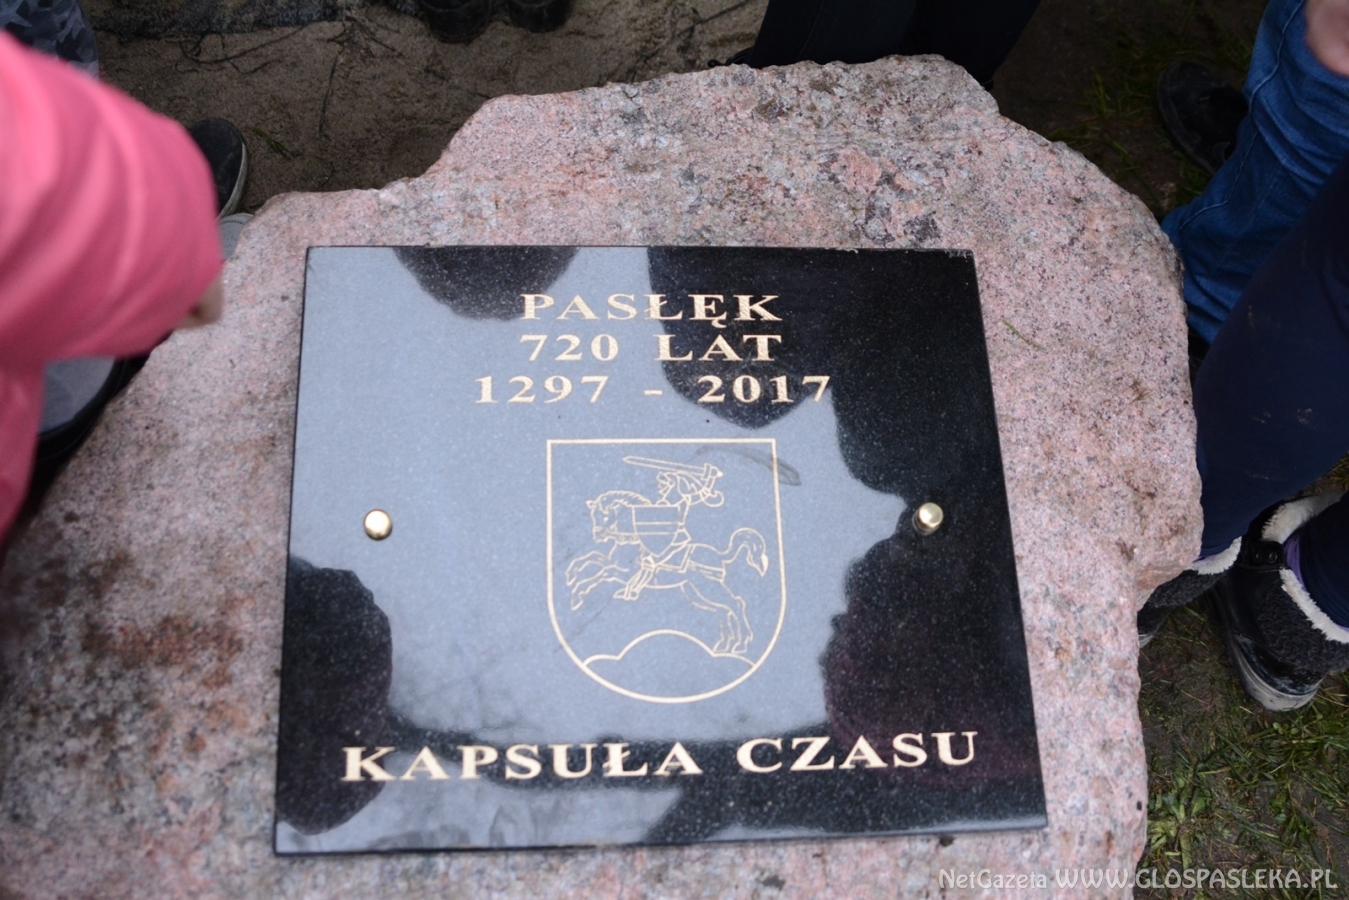 PASŁĘK
720 LAT
1297 - 2017
KAPSUŁA CZASU
NetGazeta WWW.GLOSPASLEKA.PL